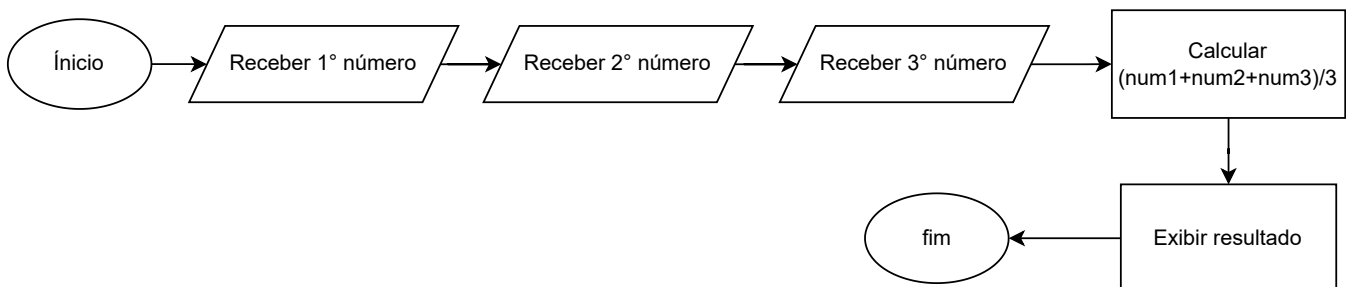 Ínicio
Receber 1° número
Receber 2° número
Receber 3° número
Calcular
(num1+num2+num3)/3
Exibir resultado
fim